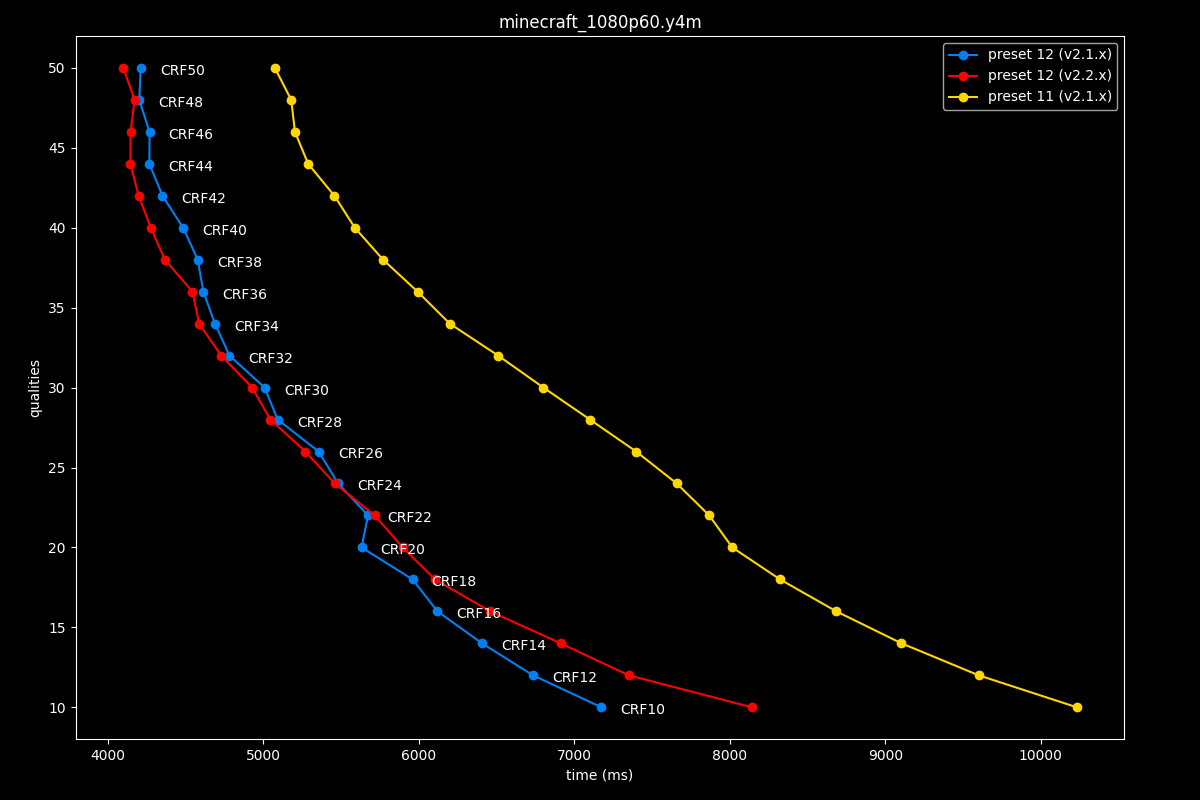 minecraft_1080p60.y4m
preset 12 (v2.1.x)
preset 12 (v2.2.x)
preset 11 (v2.1.x)
50
45
40
35
30
25
20
15
10
qualities
CRF50
CRF48
CRF46
CRF44
CRF42
CRF40
CRF38
CRF36
CRF34
CRF32
CRF30
CRF28
CRF26
CRF24
CRF22
CRF20
CRF18
CRF16
CRF14
CRF12
CRF10
4000 5000 6000 7000 8000 9000 10000
time (ms)